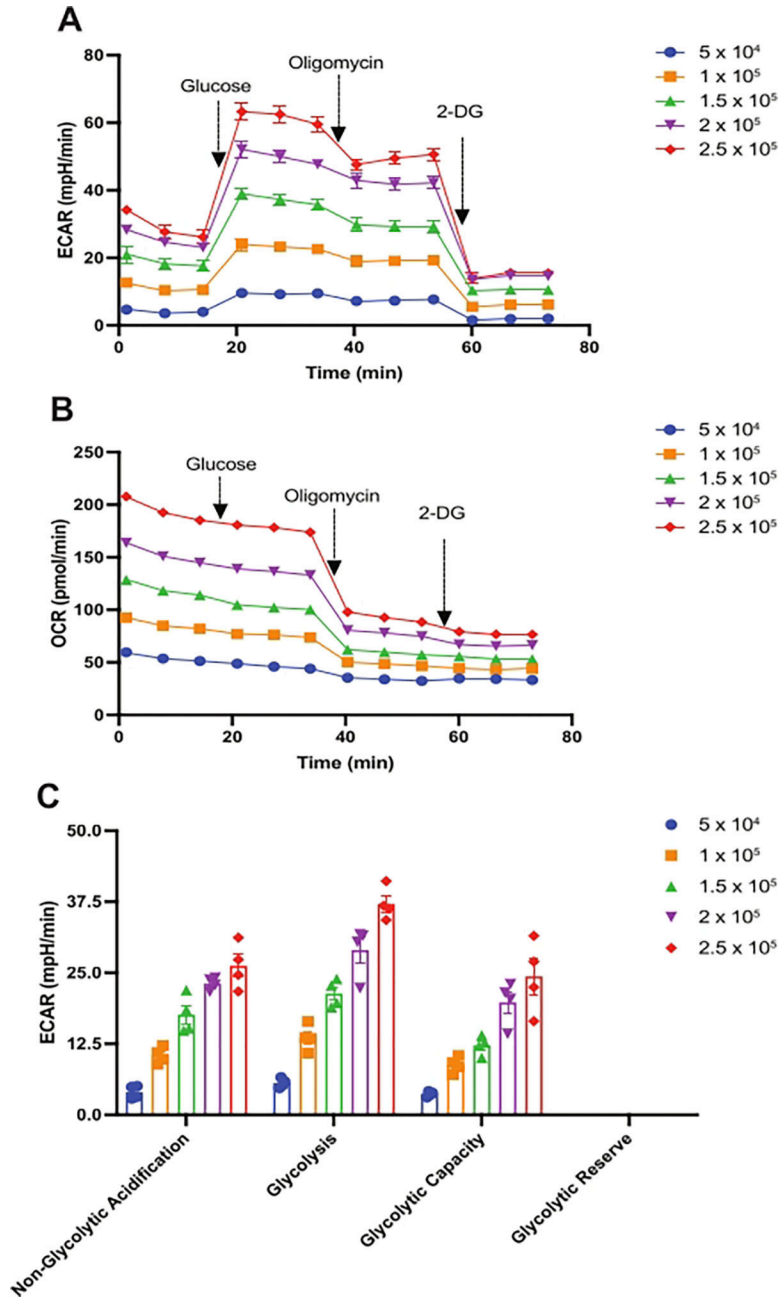 A
80
60
40
20
0
ECAR (mpH/min)
0 20 40 60 80
Time (min)
Glucose
Oligomycin
2-DG
5 x 10⁴
1 x 10⁵
1.5 x 10⁵
2 x 10⁵
2.5 x 10⁵
B
250
200
150
100
50
0
OCR (pmol/min)
0 20 40 60 80
Time (min)
Glucose
Oligomycin
2-DG
5 x 10⁴
1 x 10⁵
1.5 x 10⁵
2 x 10⁵
2.5 x 10⁵
C
50.0
37.5
25.0
12.5
0.0
ECAR (mpH/min)
Non-Glycolytic Acidification
Glycolysis
Glycolytic Capacity
Glycolytic Reserve
5 x 10⁴
1 x 10⁵
1.5 x 10⁵
2 x 10⁵
2.5 x 10⁵